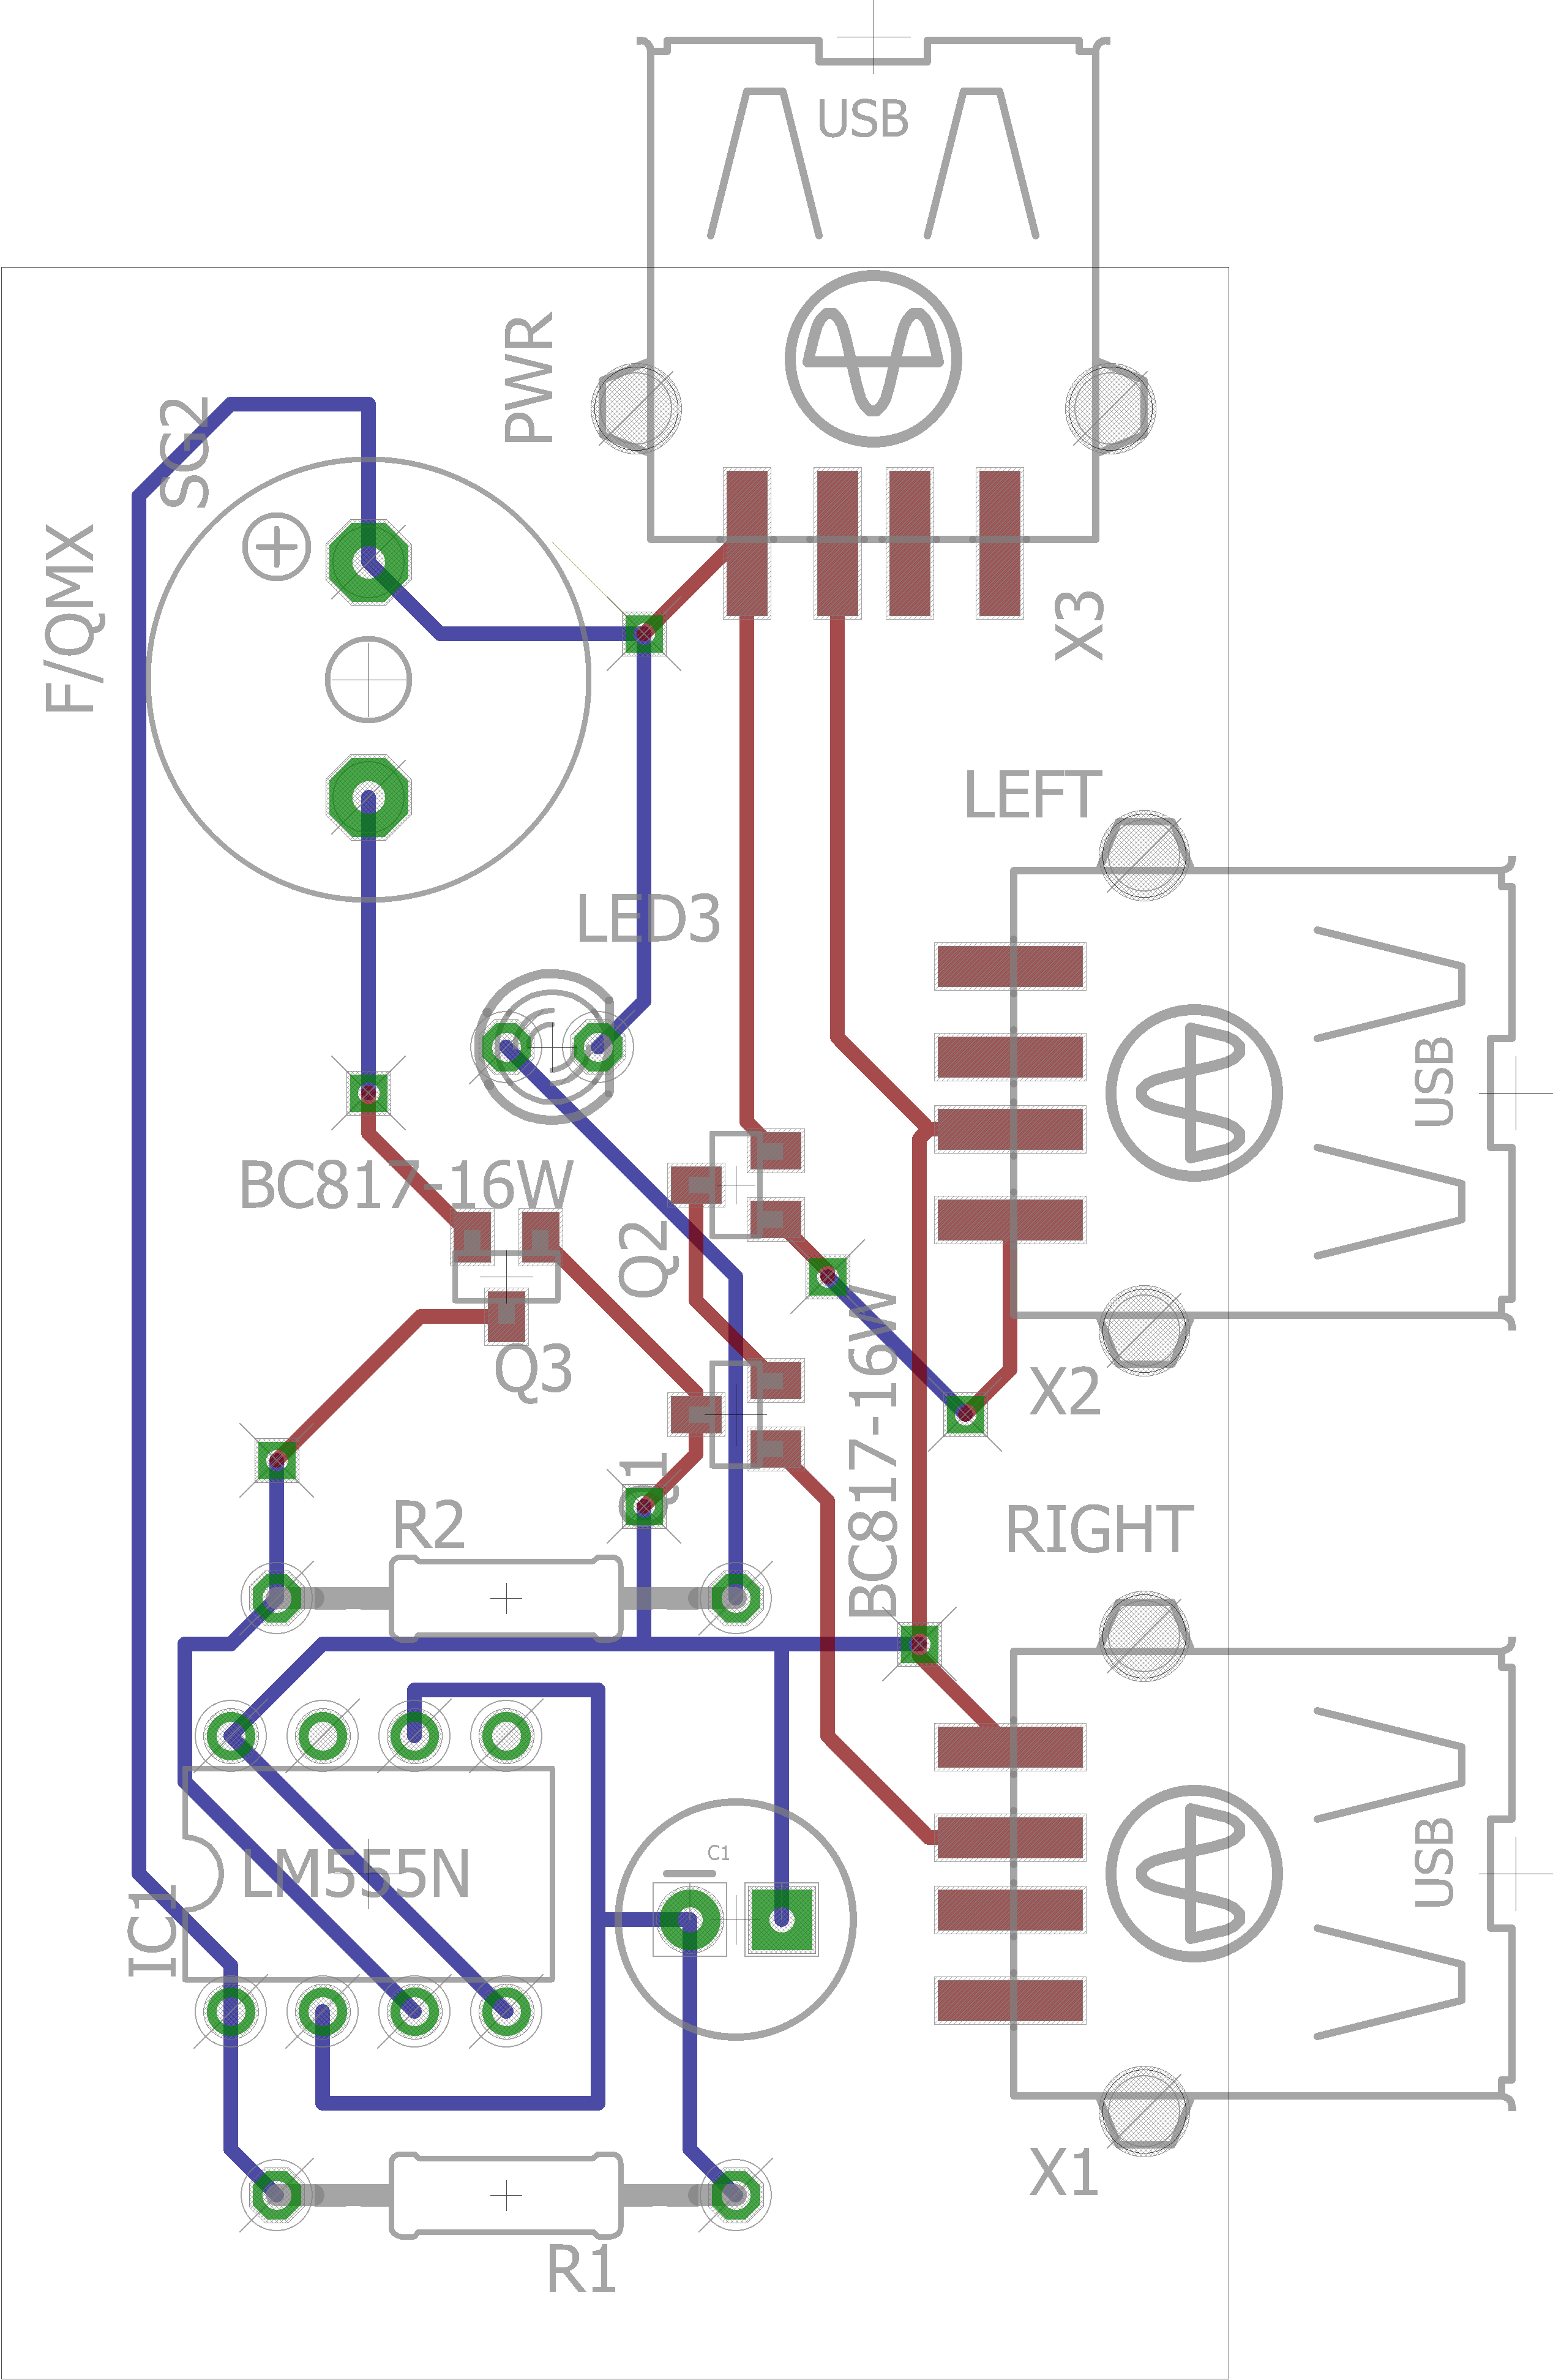 USB
PWR
SG2
F/QMX
X3
LEFT
LED3
USB
BC817-16W
Q2
Q3
BC817-16W
X2
Q1
R2
RIGHT
USB
C1
LM555N
IC1
X1
R1